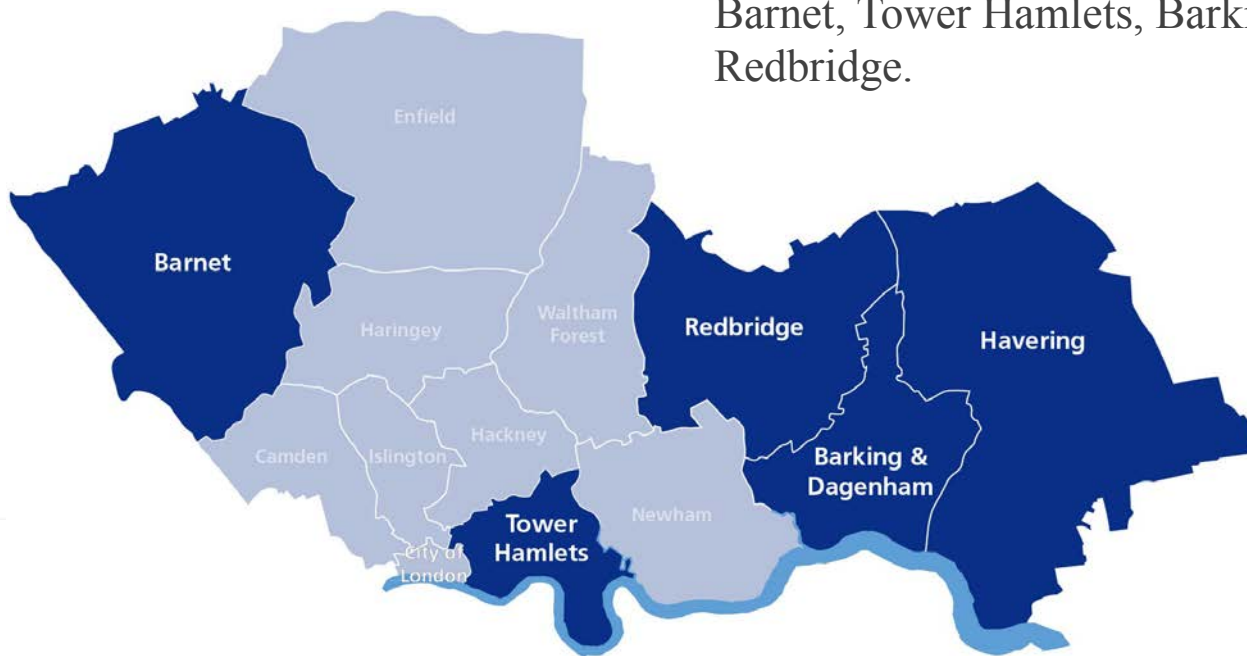 Barnet, Tower Hamlets,
Redbridge.
Enfield
Barnet
Haringey
Waltham
Forest
Redbridge
Havering
Camden
Islington
Hackney
Barking &
Dagenham
Newham
Tower
Hamlets
City of
London